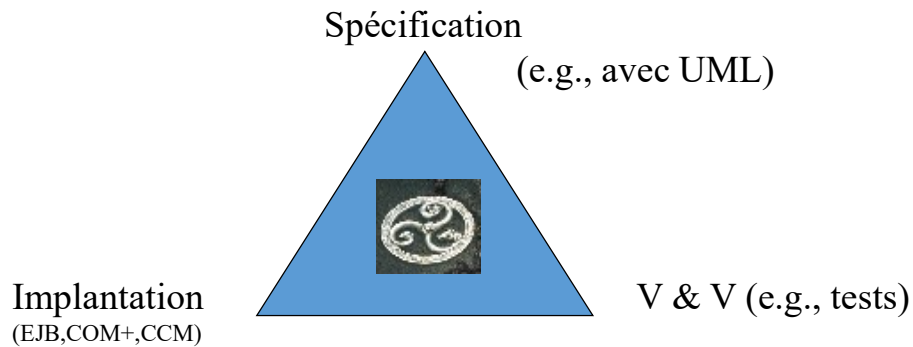 Spécification
(e.g., avec UML)
Implantation
(EJB,COM+,CCM)
V & V (e.g., tests)